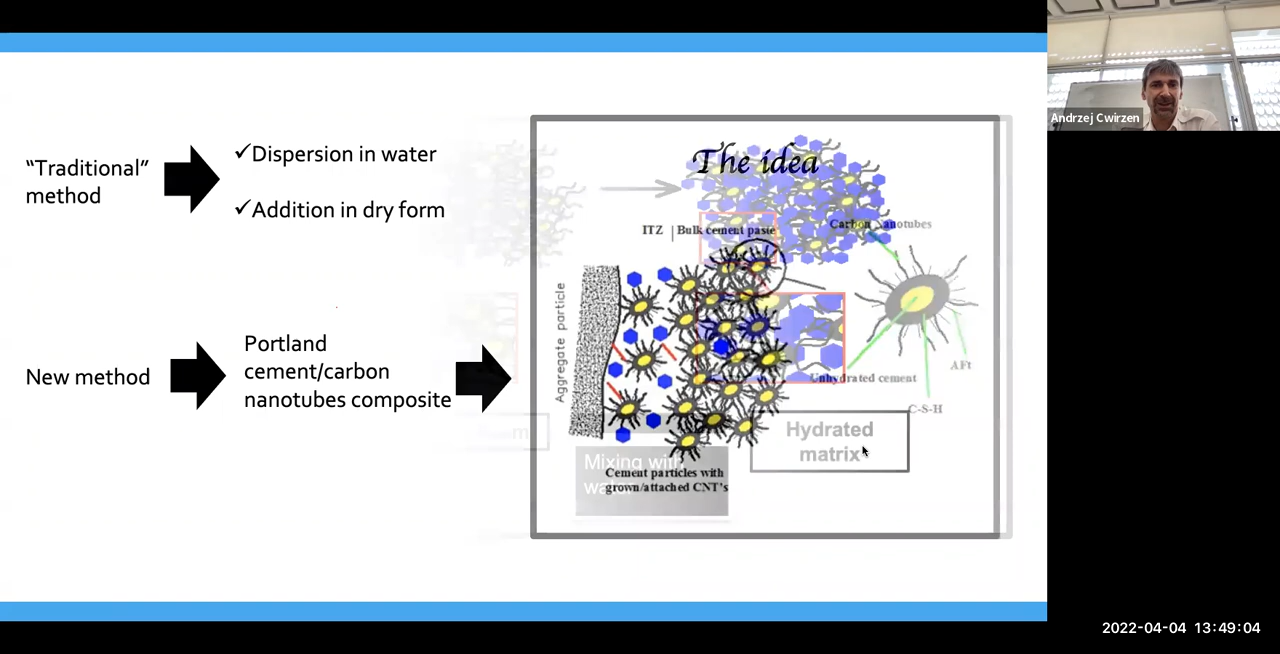 “Traditional”
method
✓Dispersion in water
✓Addition in dry form
New method
Portland
cement/carbon
nanotubes composite
The idea
ITZ | Bulk cement paste
Carbon nanotubes
Aggregate particle
Unhydrated cement
AFt
C-S-H
Hydrated
matrix
Mixing with
Cement particles with
grown/attached CNT's
Andrzej Cwirzen
2022-04-04 13:49:04